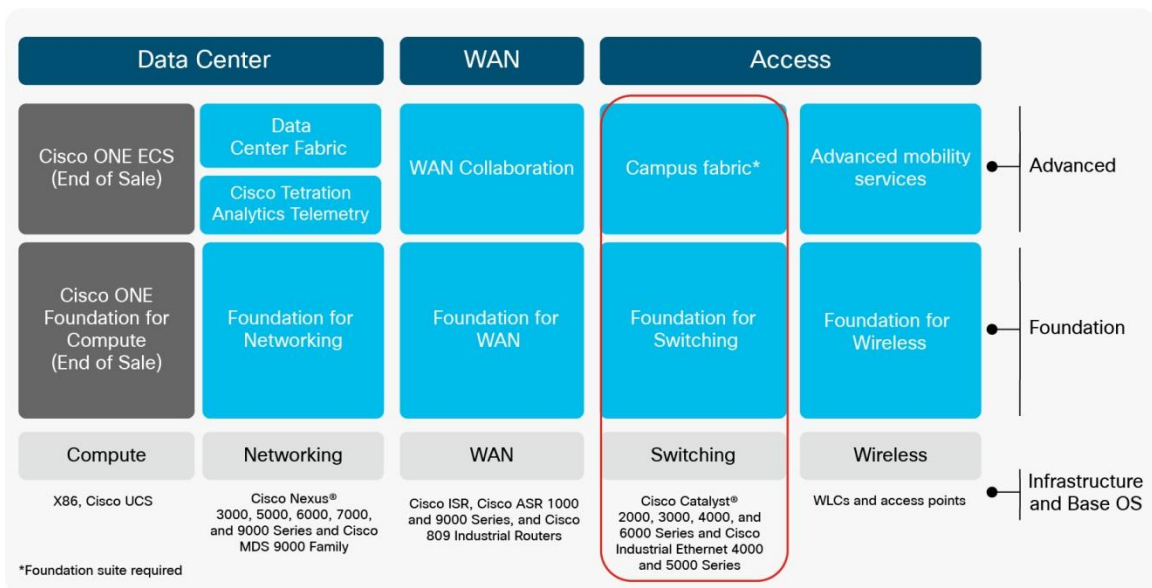 Data Center
WAN
Access
Cisco ONE ECS
(End of Sale)
Data
Center Fabric
Cisco Tetration
Analytics Telemetry
WAN Collaboration
Campus fabric*
Advanced mobility
services
Advanced
Cisco ONE
Foundation for
Compute
(End of Sale)
Foundation for
Networking
Foundation for
WAN
Foundation for
Switching
Foundation for
Wireless
Foundation
Compute
Networking
WAN
Switching
Wireless
X86, Cisco UCS
Cisco Nexus®
3000, 5000, 6000, 7000,
and 9000 Series and Cisco
MDS 9000 Family
Cisco ISR, Cisco ASR 1000
and 9000 Series, and Cisco
809 Industrial Routers
Cisco Catalyst®
2000, 3000, 4000, and
6000 Series and Cisco
Industrial Ethernet 4000
and 5000 Series
WLCs and access points
Infrastructure
and Base OS
*Foundation suite required